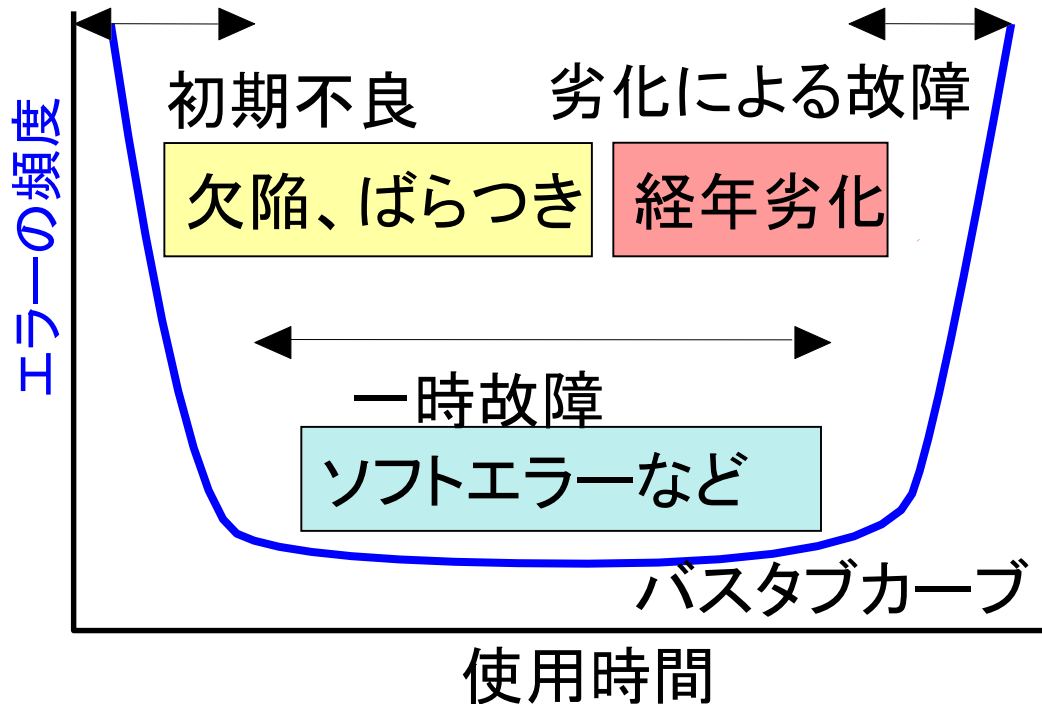 初期不良
劣化による故障
欠陥、ばらつき
経年劣化
エラーの頻度
一時故障
ソフトエラーなど
バスタブカーブ
使用時間